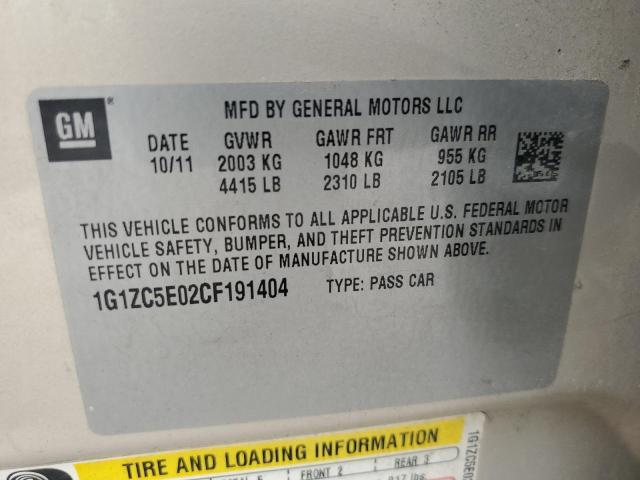 GM
MFD BY GENERAL MOTORS LLC
DATE GVWR GAWR FRT GAWR RR
10/11 2003 KG 1048 KG 955 KG
4415 LB 2310 LB 2105 LB
THIS VEHICLE CONFORMS TO ALL APPLICABLE U.S. FEDERAL MOTOR
VEHICLE SAFETY, BUMPER, AND THEFT PREVENTION STANDARDS IN
EFFECT ON THE DATE OF MANUFACTURE SHOWN ABOVE.
1G1ZC5E02CF191404 TYPE: PASS CAR
TIRE AND LOADING INFORMATION
FRONT 2 REAR 3
1G1ZC5E0